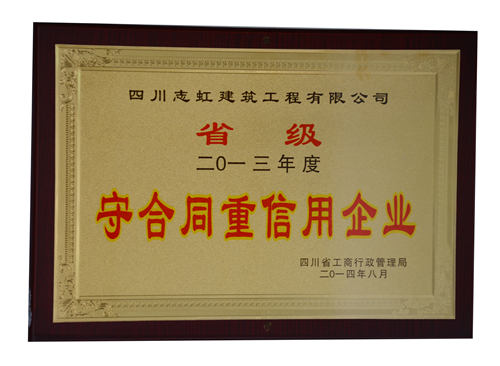 四川志虹建筑工程有限公司
省 级
二0一三年度
守合同重信用企业
四川省工商行政管理局
二0一四年八月